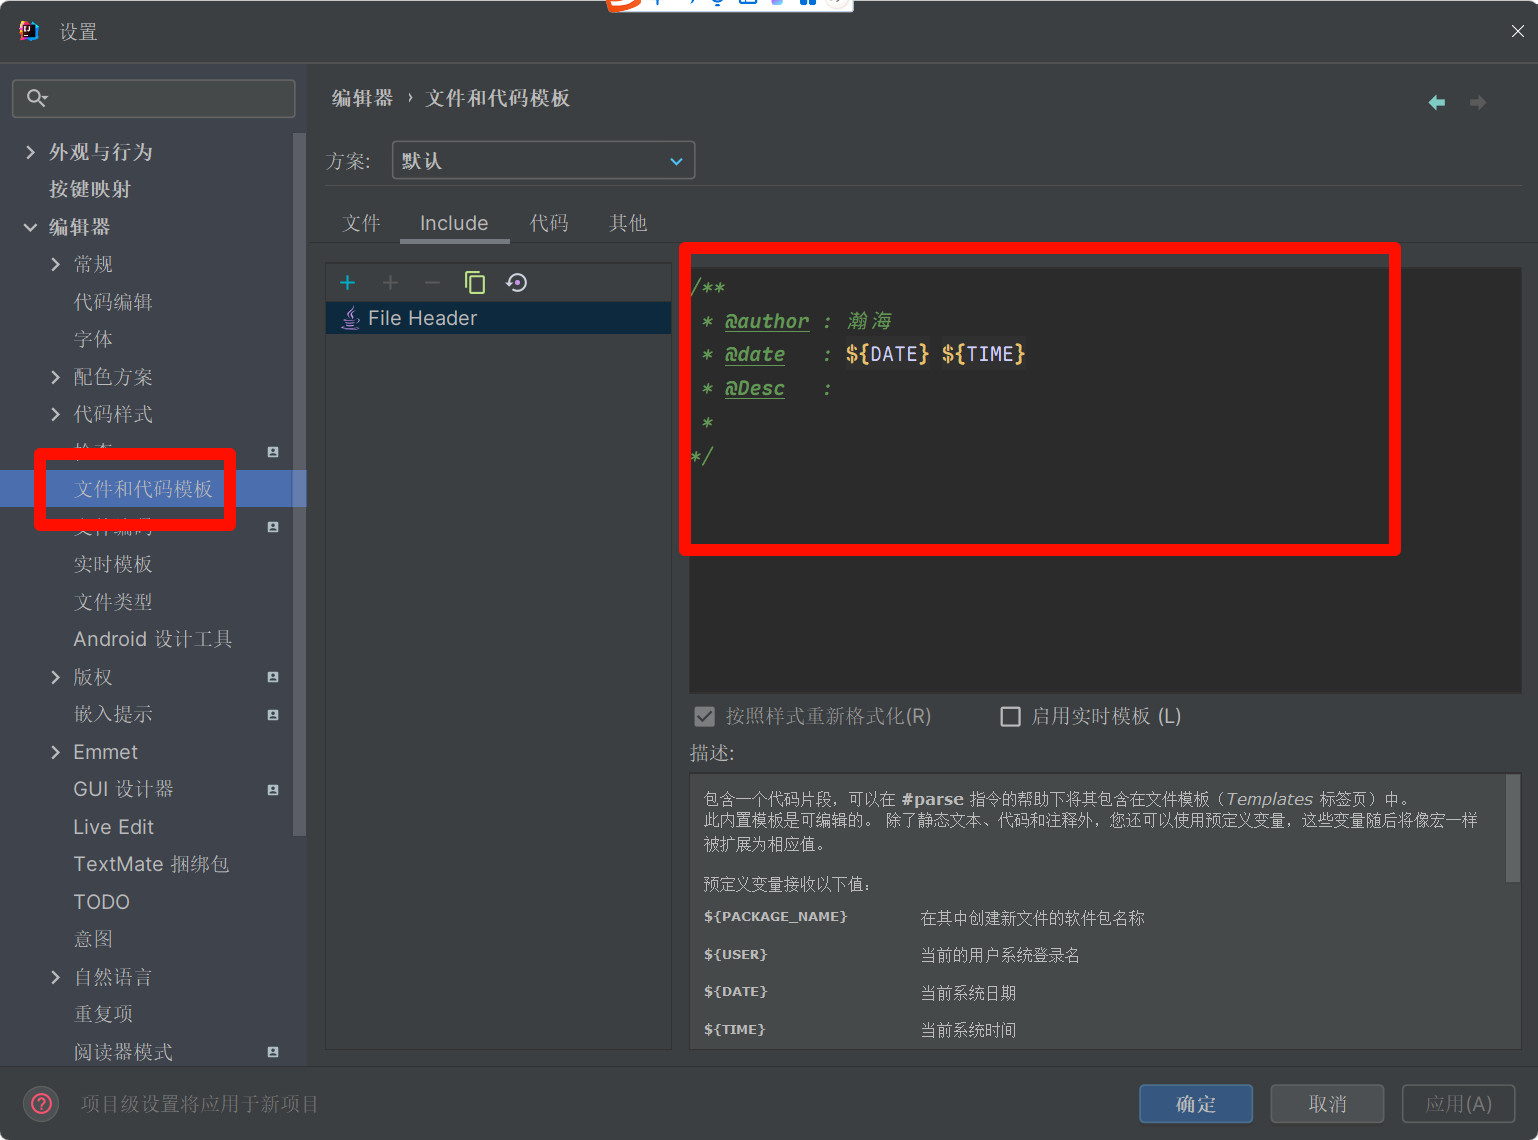 设置
编辑器 › 文件和代码模板
方案: 默认
文件 Include 代码 其他
外观与行为
按键映射
编辑器
常规
代码编辑
字体
配色方案
代码样式
文件和代码模板
文件编码
实时模板
文件类型
Android 设计工具
版权
嵌入提示
Emmet
GUI 设计器
Live Edit
TextMate 捆绑包
TODO
意图
自然语言
重复项
阅读器模式
File Header
/**
* @author : 瀚海
* @date : ${DATE} ${TIME}
* @Desc :
*
*/
按照样式重新格式化(R) 启用实时模板 (L)
描述:
包含一个代码片段，可以在 #parse 指令的帮助下将其包含在文件模板（Templates 标签页）中。
此内置模板是可编辑的。 除了静态文本、代码和注释外，您还可以使用预定义变量，这些变量随后将像宏一样
被扩展为相应值。
预定义变量接收以下值：
${PACKAGE_NAME} 在其中创建新文件的软件包名称
${USER} 当前的用户系统登录名
${DATE} 当前系统日期
${TIME} 当前系统时间
? 项目级设置将应用于新项目
确定 取消 应用(A)